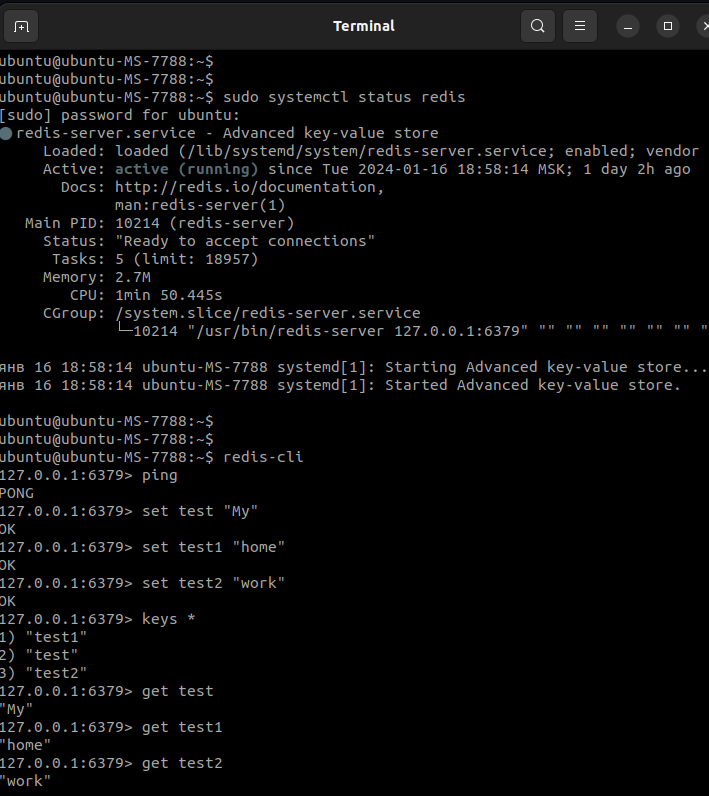 Terminal
ubuntu@ubuntu-MS-7788:~$
ubuntu@ubuntu-MS-7788:~$
ubuntu@ubuntu-MS-7788:~$ sudo systemctl status redis
[sudo] password for ubuntu:
● redis-server.service - Advanced key-value store
Loaded: loaded (/lib/systemd/system/redis-server.service; enabled; vendor
Active: active (running) since Tue 2024-01-16 18:58:14 MSK; 1 day 2h ago
Docs: http://redis.io/documentation,
man:redis-server(1)
Main PID: 10214 (redis-server)
Status: "Ready to accept connections"
Tasks: 5 (limit: 18957)
Memory: 2.7M
CPU: 1min 50.445s
CGroup: /system.slice/redis-server.service
└─10214 "/usr/bin/redis-server 127.0.0.1:6379" "" "" "" "" "" "" "
янв 16 18:58:14 ubuntu-MS-7788 systemd[1]: Starting Advanced key-value store...
янв 16 18:58:14 ubuntu-MS-7788 systemd[1]: Started Advanced key-value store.
ubuntu@ubuntu-MS-7788:~$
ubuntu@ubuntu-MS-7788:~$
ubuntu@ubuntu-MS-7788:~$ redis-cli
127.0.0.1:6379> ping
PONG
127.0.0.1:6379> set test "My"
OK
127.0.0.1:6379> set test1 "home"
OK
127.0.0.1:6379> set test2 "work"
OK
127.0.0.1:6379> keys *
1) "test1"
2) "test"
3) "test2"
127.0.0.1:6379> get test
"My"
127.0.0.1:6379> get test1
"home"
127.0.0.1:6379> get test2
"work"